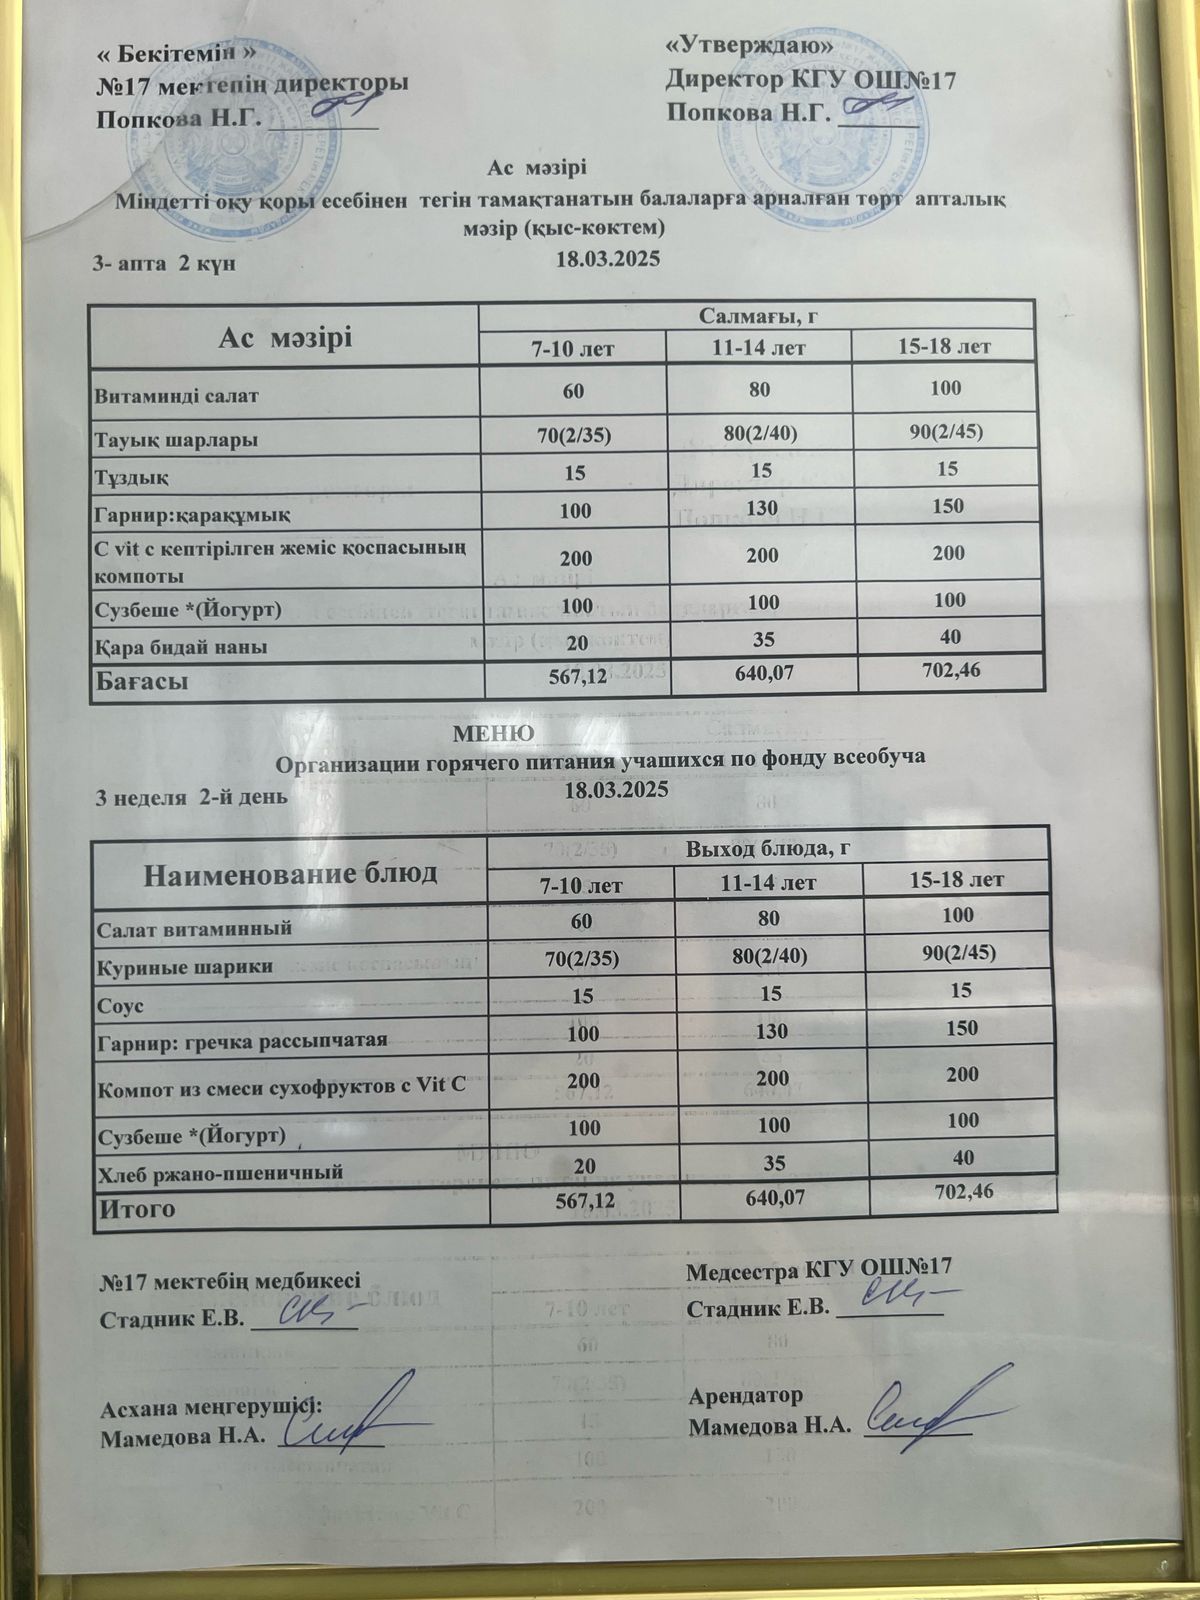 « Бекітемін »
№17 мектепің директоры
Попкова Н.Г. ________
«Утверждаю»
Директор КГУ ОШ№17
Попкова Н.Г. ______
Ас мәзірі
Міндетті оқу қоры есебінен тегін тамақтанатын балаларға арналған төрт апталық
мәзір (қыс-көктем)
3- апта 2 күн 18.03.2025
Ас мәзірі Салмағы, г
7-10 лет 11-14 лет 15-18 лет
Витаминді салат 60 80 100
Тауық шарлары 70(2/35) 80(2/40) 90(2/45)
Тұздық 15 15 15
Гарнир:қарақұмық 100 130 150
С vit с кептірілген жеміс қоспасының
компоты 200 200 200
Сузбеше *(Йогурт) 100 100 100
Қара бидай наны 20 35 40
Бағасы 567,12 640,07 702,46
МЕНЮ
Организации горячего питания учашихся по фонду всеобуча
3 неделя 2-й день 18.03.2025
Наименование блюд Выход блюда, г
7-10 лет 11-14 лет 15-18 лет
Салат витаминный 60 80 100
Куриные шарики 70(2/35) 80(2/40) 90(2/45)
Соус 15 15 15
Гарнир: гречка рассыпчатая 100 130 150
Компот из смеси сухофруктов с Vit C 200 200 200
Сузбеше *(Йогурт) 100 100 100
Хлеб ржано-пшеничный 20 35 40
Итого 567,12 640,07 702,46
№17 мектебің медбикесі
Стадник Е.В. ________
Медсестра КГУ ОШ№17
Стадник Е.В. ________
Асхана меңгерушісі:
Мамедова Н.А. ________
Арендатор
Мамедова Н.А. ________